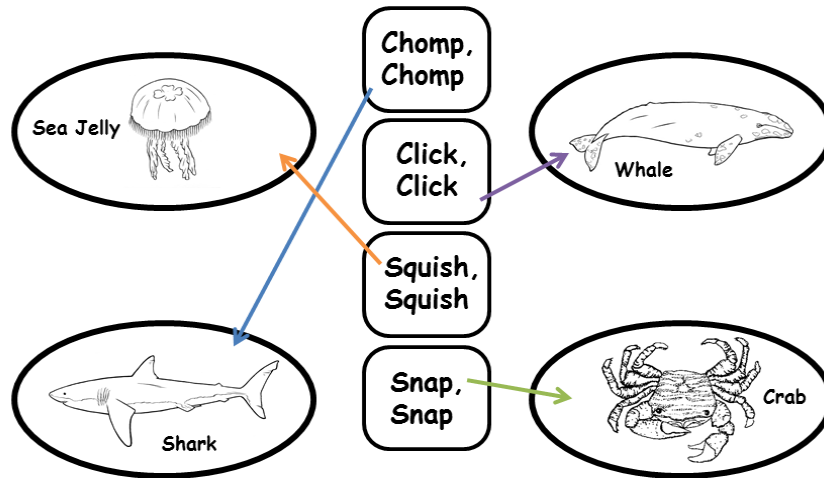 Chomp,
Chomp
Sea Jelly
Click,
Click
Whale
Squish,
Squish
Snap,
Snap
Crab
Shark